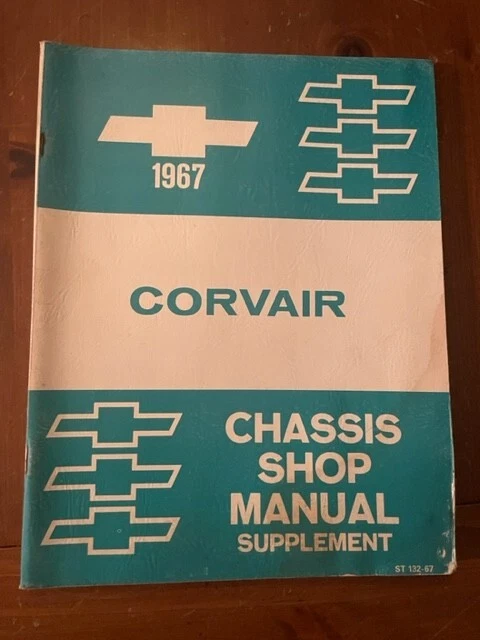 1967
CORVAIR
CHASSIS
SHOP
MANUAL
SUPPLEMENT
ST 132-67